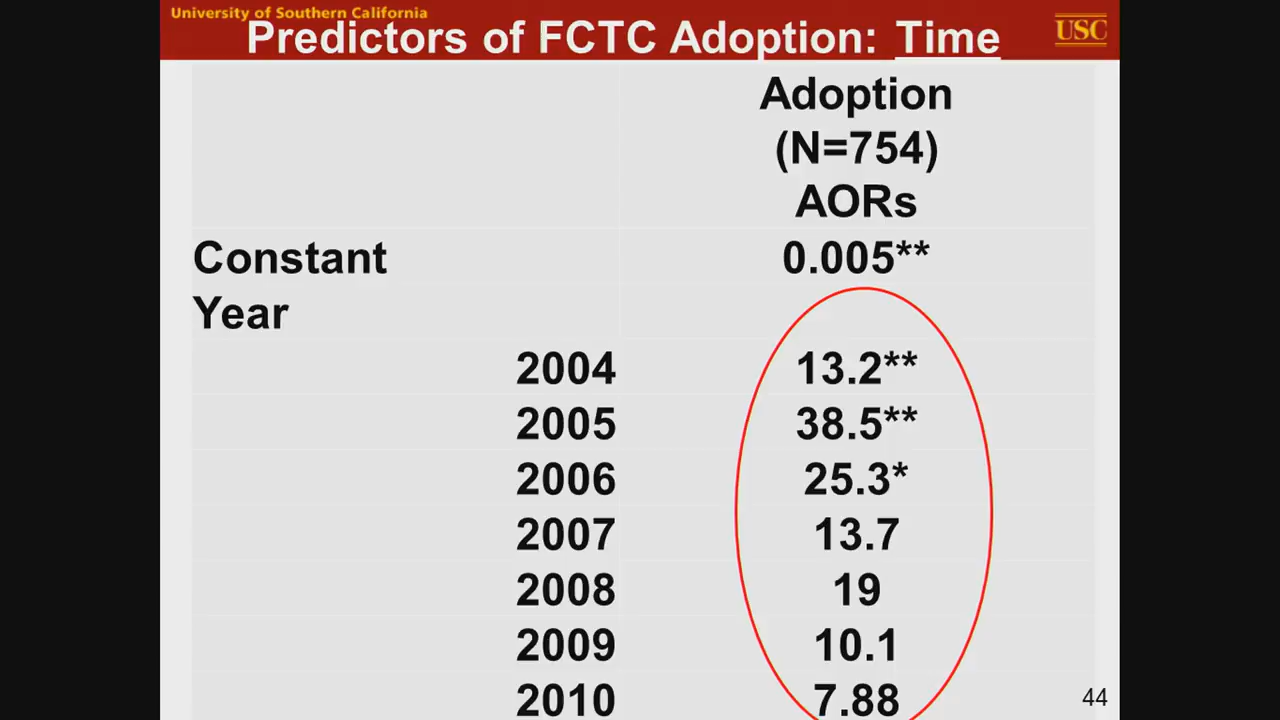 University of Southern California
Predictors of FCTC Adoption: Time
USC
Adoption
(N=754)
AORs
Constant 0.005**
Year
2004 13.2**
2005 38.5**
2006 25.3*
2007 13.7
2008 19
2009 10.1
2010 7.88
44